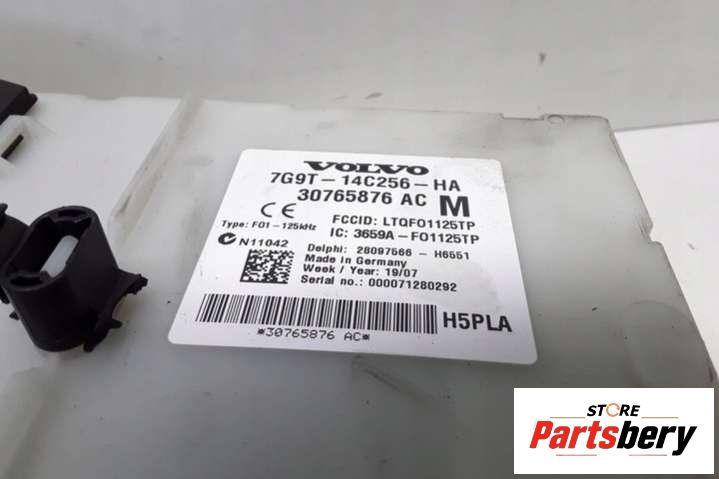 VOLVO
7G9T-14C256-HA
30765876 AC M
CE
FCCID: LTQFO1125TP
Type: FO1-125kHz
IC: 3659A-FO1125TP
N11042
Delphi: 28097566 - H6551
Made in Germany
Week / Year: 19/07
Serial no.: 000071280292
H5PLA
*30765876 AC*
STORE
Partsbery